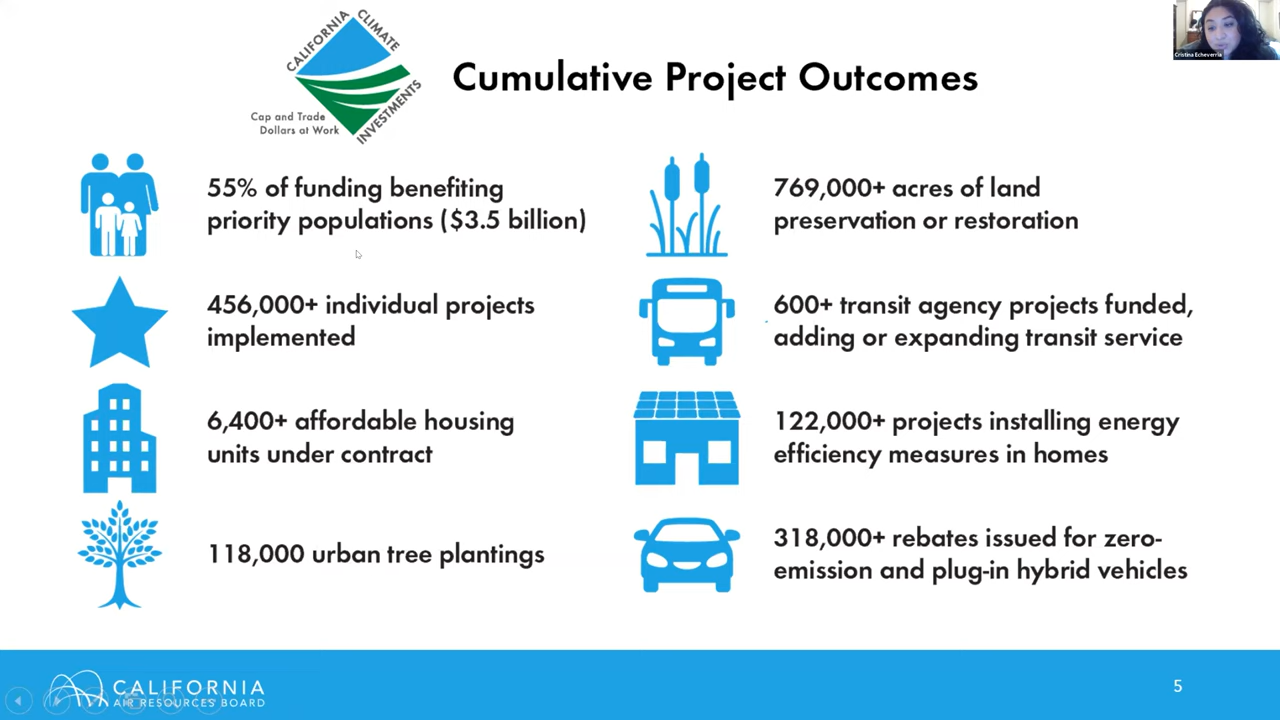 CALIFORNIA
CLIMATE
INVESTMENTS
Cap and Trade
Dollars at Work
Cumulative Project Outcomes
Cristina Echeverria
55% of funding benefiting
priority populations ($3.5 billion)
456,000+ individual projects
implemented
6,400+ affordable housing
units under contract
118,000 urban tree plantings
769,000+ acres of land
preservation or restoration
600+ transit agency projects funded,
adding or expanding transit service
122,000+ projects installing energy
efficiency measures in homes
318,000+ rebates issued for zero-
emission and plug-in hybrid vehicles
CALIFORNIA
AIR RESOURCES BOARD
5